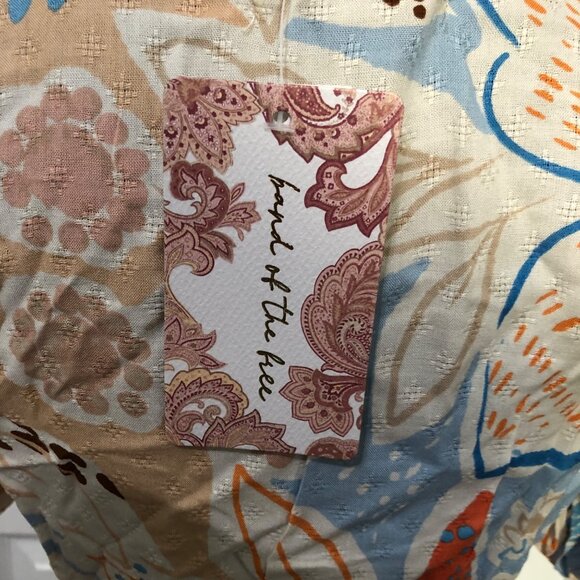 band of the free